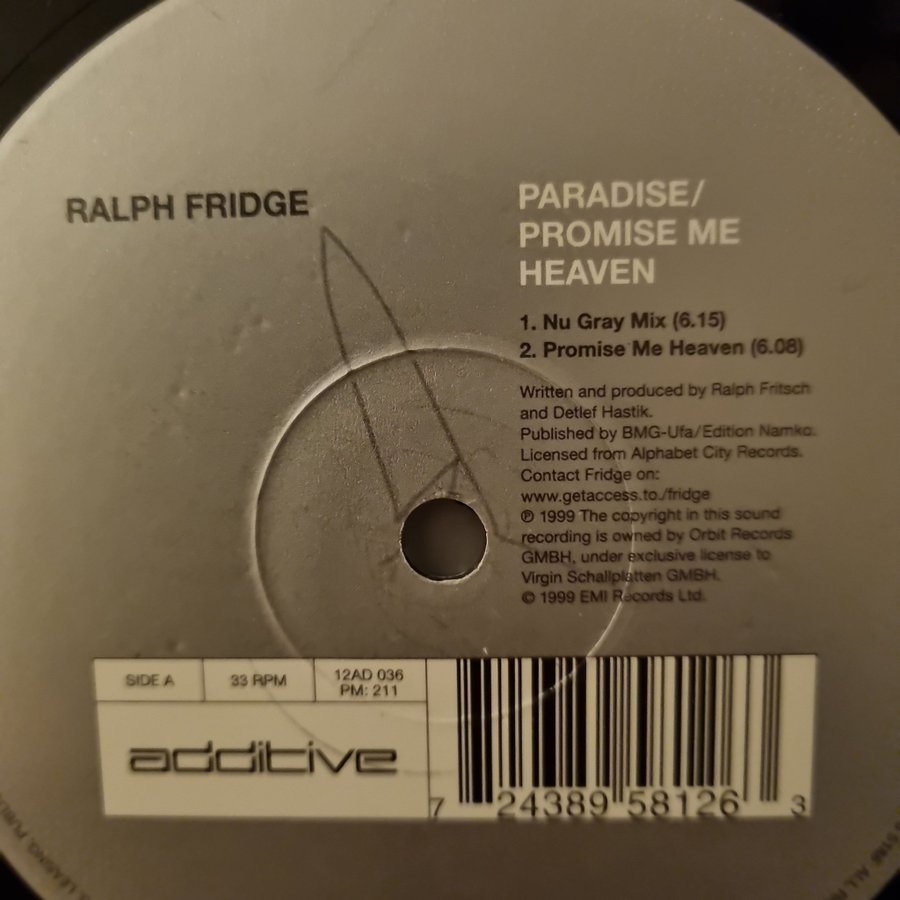 RALPH FRIDGE
PARADISE/
PROMISE ME
HEAVEN
1. Nu Gray Mix (6.15)
2. Promise Me Heaven (6.08)
Written and produced by Ralph Fritsch
and Detlef Hastik.
Published by BMG-Ufa/Edition Namko.
Licensed from Alphabet City Records.
Contact Fridge on:
www.getaccess.to./fridge
℗ 1999 The copyright in this sound
recording is owned by Orbit Records
GMBH, under exclusive license to
Virgin Schallplatten GMBH.
© 1999 EMI Records Ltd.
SIDE A
33 RPM
12AD 036
PM: 211
additive
7 24389 58126 3
LEASING, PUBLI
ALL R